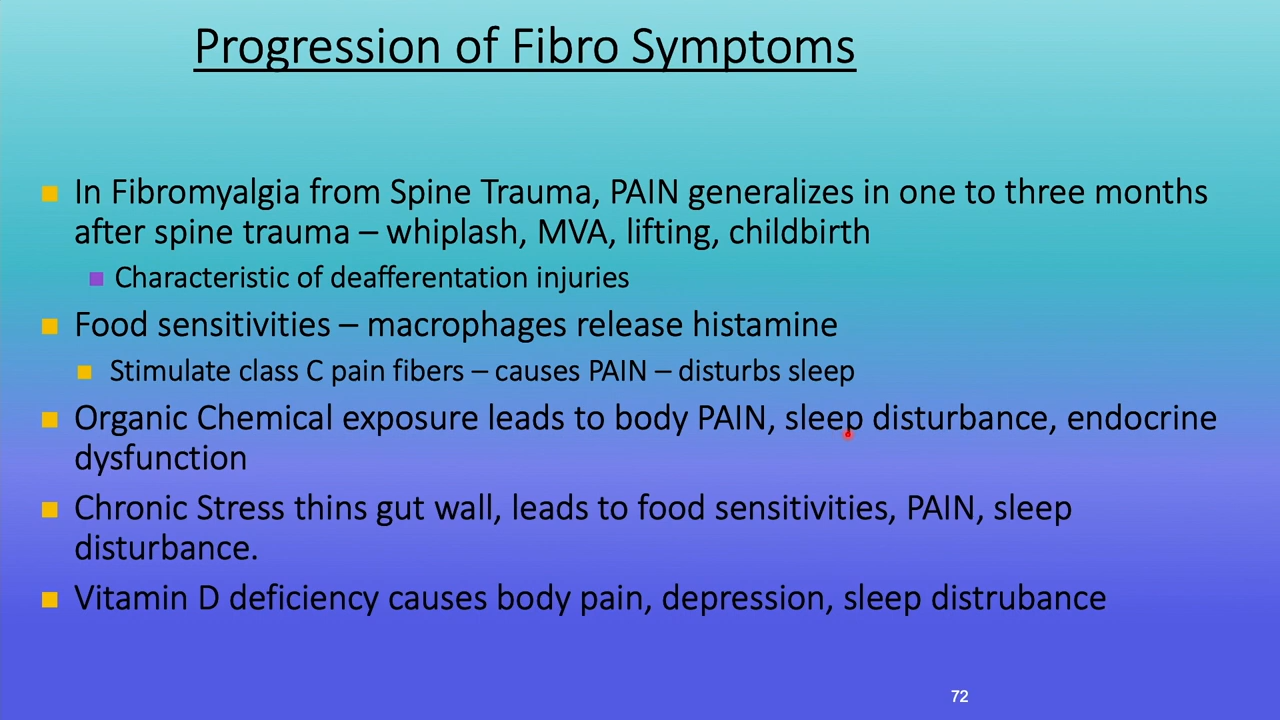 Progression of Fibro Symptoms
In Fibromyalgia from Spine Trauma, PAIN generalizes in one to three months
after spine trauma – whiplash, MVA, lifting, childbirth
Characteristic of deafferentation injuries
Food sensitivities – macrophages release histamine
Stimulate class C pain fibers – causes PAIN – disturbs sleep
Organic Chemical exposure leads to body PAIN, sleep disturbance, endocrine
dysfunction
Chronic Stress thins gut wall, leads to food sensitivities, PAIN, sleep
disturbance.
Vitamin D deficiency causes body pain, depression, sleep distrubance
72